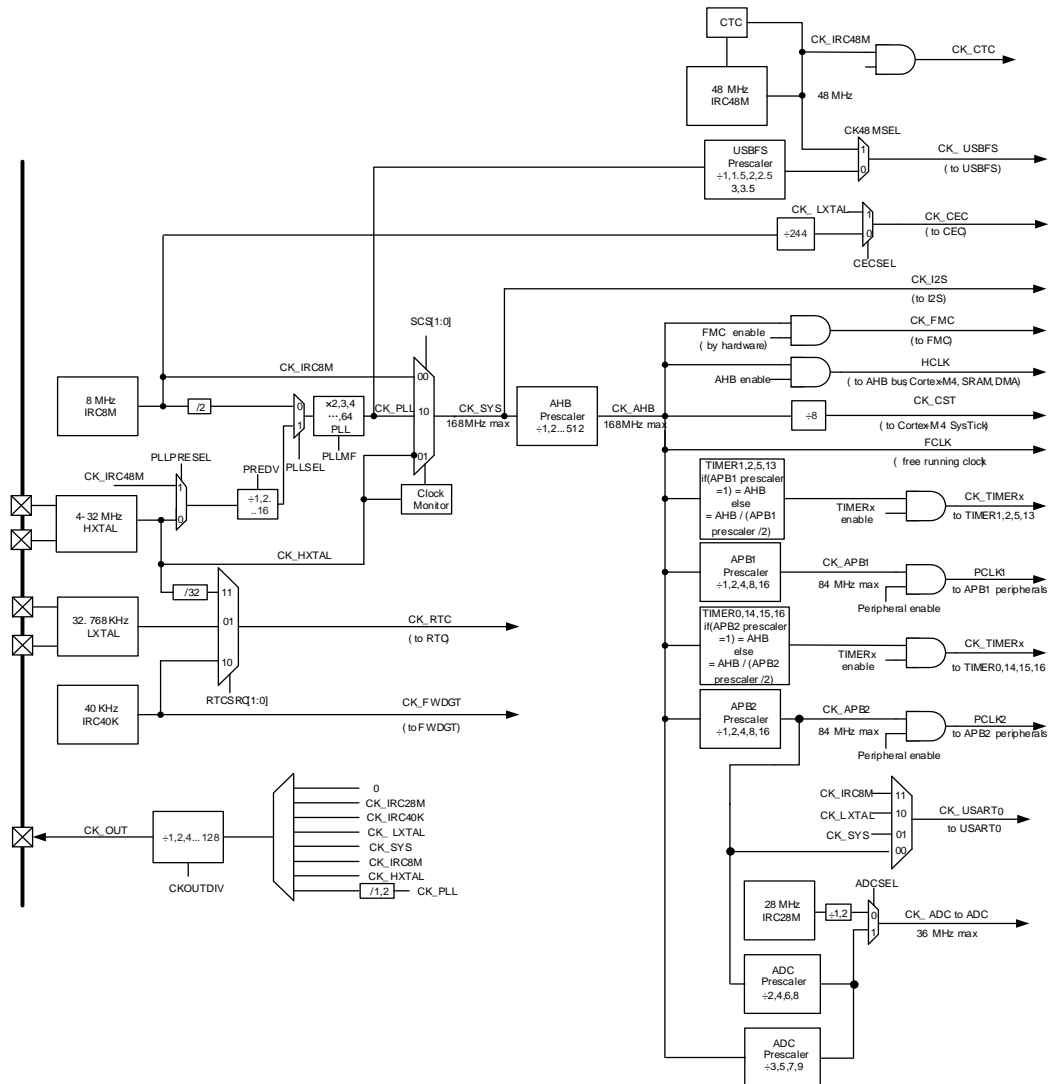 CTC
CK_IRC48M
CK_CTC
48 MHz
IRC48M
48 MHz
CK48MSEL
USBFS
Prescaler
÷1,1.5,2,2.5
3,3.5
1
0
CK_ USBFS
( to USBFS)
CK_ LXTAL
÷244
1
0
CK_CEC
(to CEC)
CECSEL
CK_I2S
(to I2S)
SCS[1:0]
FMC enable
( by hardware)
CK_FMC
(to FMC)
AHB enable
HCLK
( to AHB bus,Cortex-M4, SRAM, DMA)
8 MHz
IRC8M
CK_IRC8M
/2
0
1
PLLSEL
×2,3,4
…,64
PLL
PLLMF
CK_PLL
00
10
01
CK_SYS
168MHz max
AHB
Prescaler
÷1,2...512
CK_AHB
168MHz max
÷8
CK_CST
( to Cortex-M4 SysTick)
FCLK
( free running clock)
PLLPRESEL
CK_IRC48M
1
0
PREDV
÷1,2.
..16
Clock
Monitor
4-32 MHz
HXTAL
CK_HXTAL
TIMER1,2,5,13
if(APB1 prescaler
=1) = AHB
else
= AHB / (APB1
prescaler /2)
TIMERx
enable
CK_TIMERx
to TIMER1,2,5,13
APB1
Prescaler
÷1,2,4,8,16
CK_APB1
84 MHz max
Peripheral enable
PCLK1
to APB1 peripherals
/32
11
01
10
32.768KHz
LXTAL
CK_RTC
(to RTC)
RTCSRC[1:0]
40 KHz
IRC40K
CK_FWDGT
(to FWDGT)
TIMER0,14,15,16
if(APB2 prescaler
=1) = AHB
else
= AHB / (APB2
prescaler /2)
TIMERx
enable
CK_TIMERx
to TIMER0,14,15,16
APB2
Prescaler
÷1,2,4,8,16
CK_APB2
84 MHz max
Peripheral enable
PCLK2
to APB2 peripherals
CK_OUT
÷1,2,4...128
CKOUTDIV
0
CK_IRC28M
CK_IRC40K
CK_ LXTAL
CK_SYS
CK_IRC8M
CK_HXTAL
/1,2
CK_PLL
CK_IRC8M
CK_LXTAL
CK_SYS
11
10
01
00
CK_USART0
to USART0
ADCSEL
28 MHz
IRC28M
÷1,2
0
1
CK_ ADC to ADC
36 MHz max
ADC
Prescaler
÷2,4,6,8
ADC
Prescaler
÷3,5,7,9